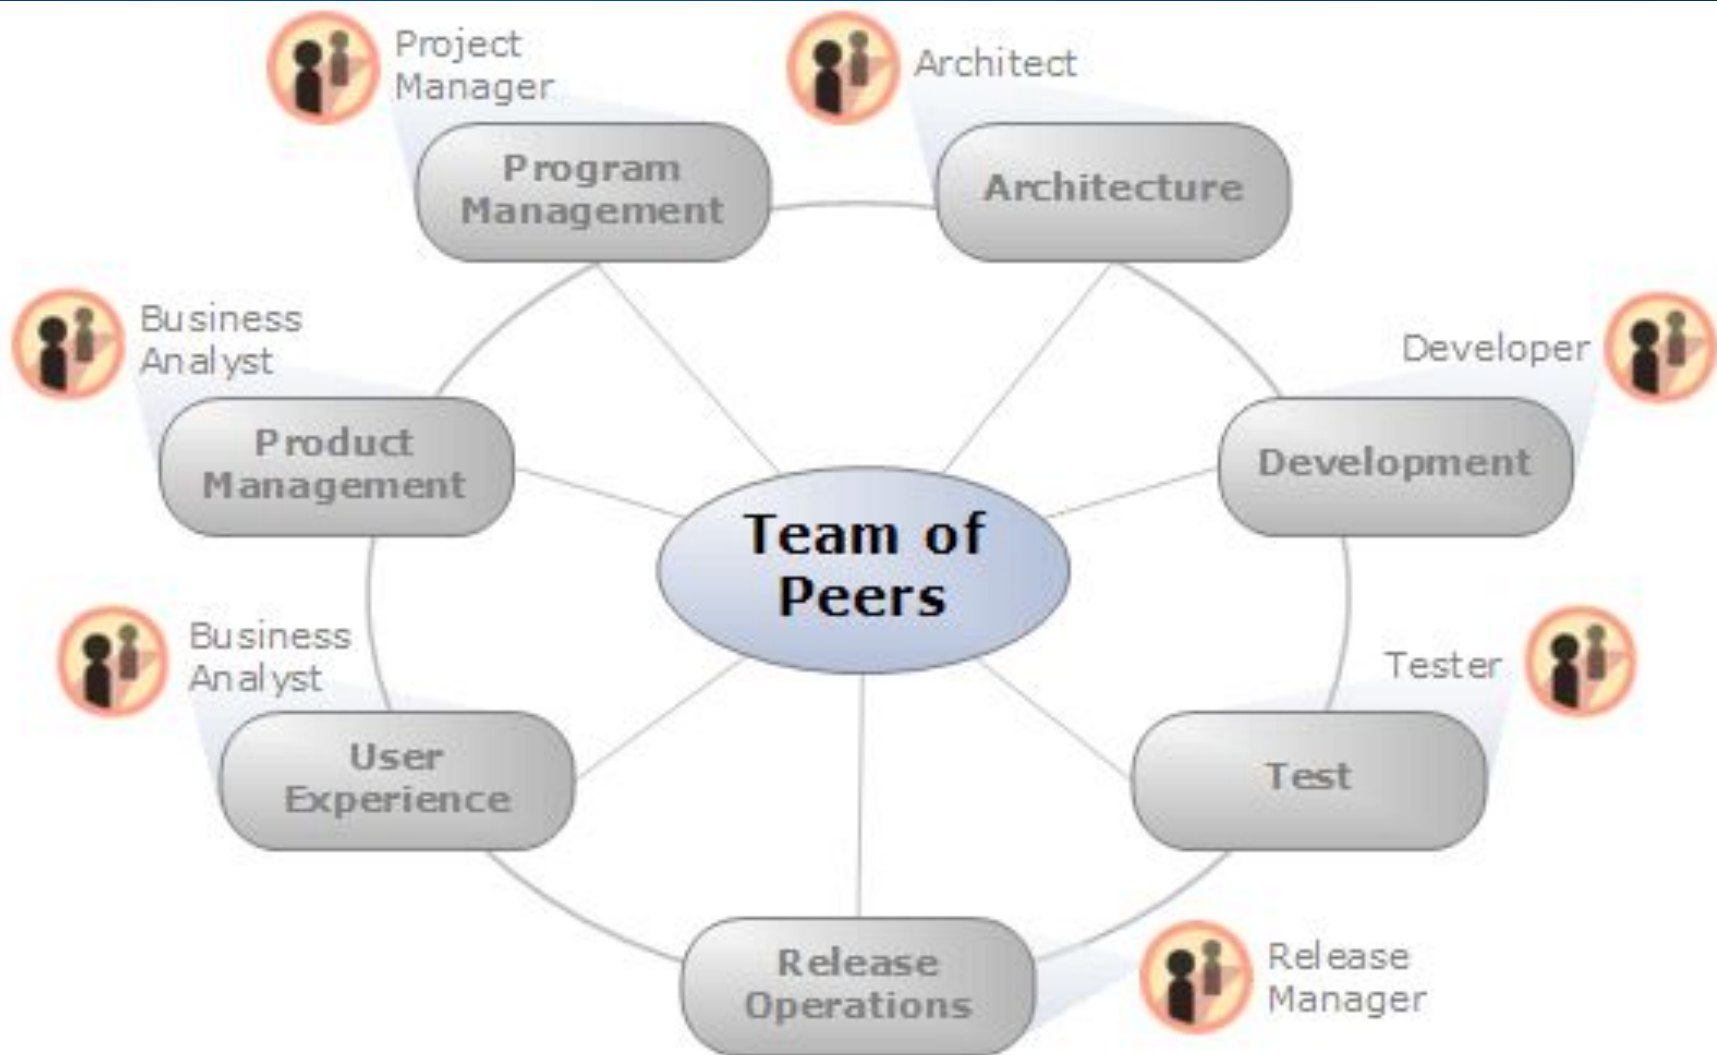 Project
Manager
Architect
Program
Management
Architecture
Business
Analyst
Developer
Product
Management
Development
Team of
Peers
Business
Analyst
Tester
User
Experience
Test
Release
Operations
Release
Manager